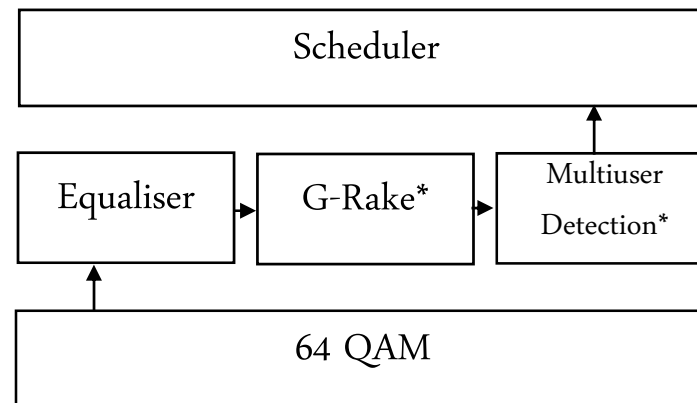 Scheduler
Equaliser
G-Rake*
Multiuser
Detection*
64 QAM